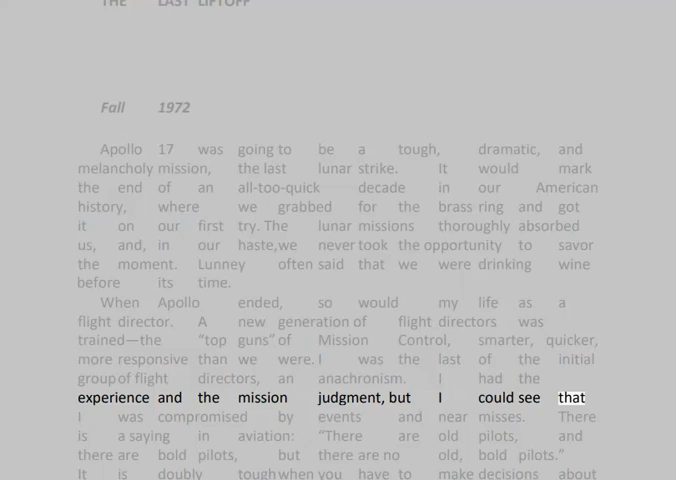 THE LAST LIFTOFF
Fall 1972
Apollo 17 was going to be a tough, dramatic, and
melancholy mission, the last lunar strike. It would mark
the end of an all-too-quick decade in our American
history, where we grabbed for the brass ring and got
it on our first try. The lunar missions thoroughly absorbed
us, and, in our haste,we never took the opportunity to savor
the moment. Lunney often said that we were drinking wine
before its time.
When Apollo ended, so would my life as a
flight director. A new generation of flight directors was
trained—the “top guns” of Mission Control, smarter, quicker,
more responsive than we were. I was the last of the initial
group of flight directors, an anachronism. I had the
experience and the mission judgment, but I could see that
I was compromised by events and near misses. There
is a saying in aviation: “There are old pilots, and
there are bold pilots, but there are no old, bold pilots.”
It is doubly tough when you have to make decisions about